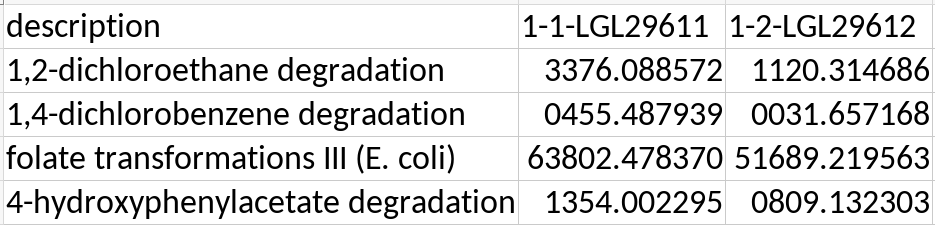 description 1-1-LGL29611 1-2-LGL29612
1,2-dichloroethane degradation 3376.088572 1120.314686
1,4-dichlorobenzene degradation 0455.487939 0031.657168
folate transformations III (E. coli) 63802.478370 51689.219563
4-hydroxyphenylacetate degradation 1354.002295 0809.132303